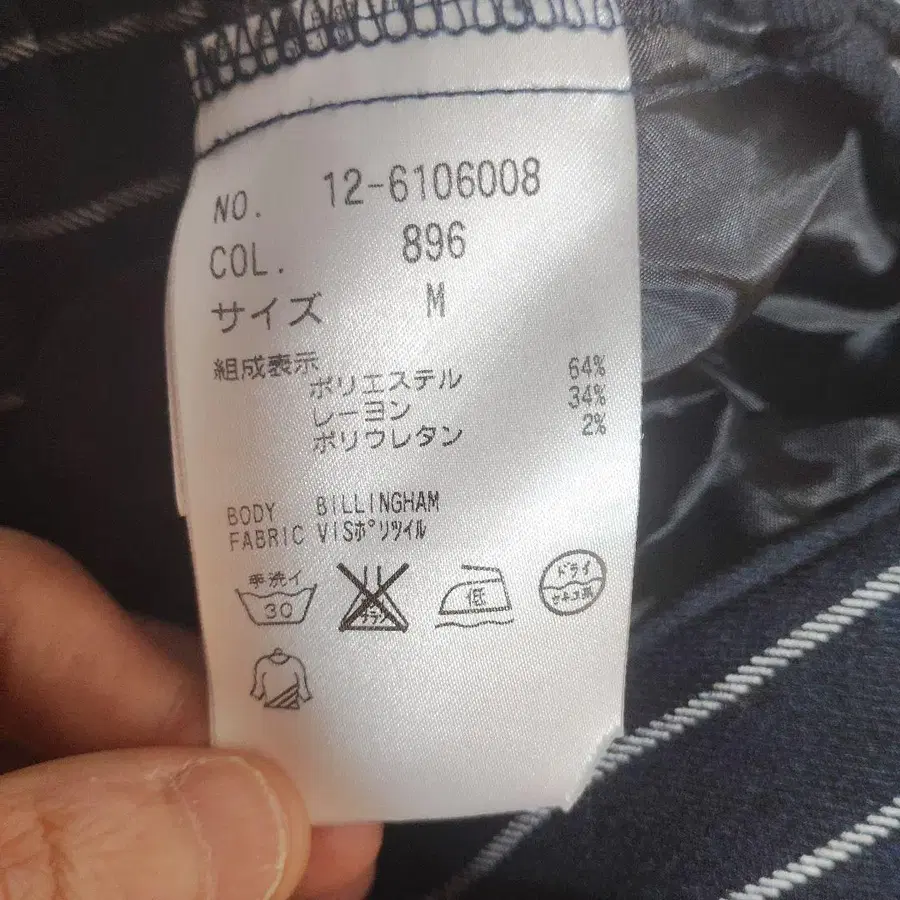 NO. 12-6106008
COL. 896
サイズ M
組成表示
ポリエステル 64%
レーヨン 34%
ポリウレタン 2%
BODY BILLINGHAM
FABRIC VISﾎﾟﾘﾂｲﾙ
手洗イ 30
低
ドライ